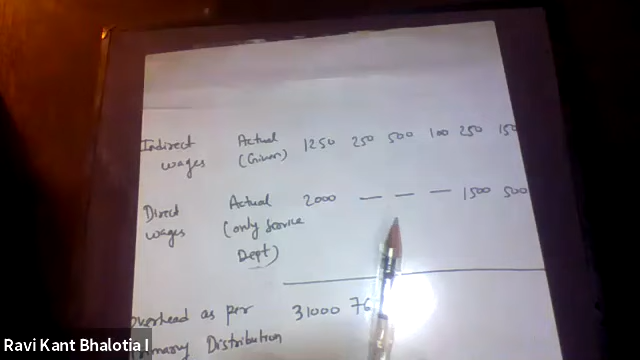 Indirect wages Actual (Given) 1250 250 500 100 250 150
Direct wages Actual (only service Dept) 2000 — — — 1500 500
Overhead as per Primary Distribution 31000 76
Ravi Kant Bhalotia I